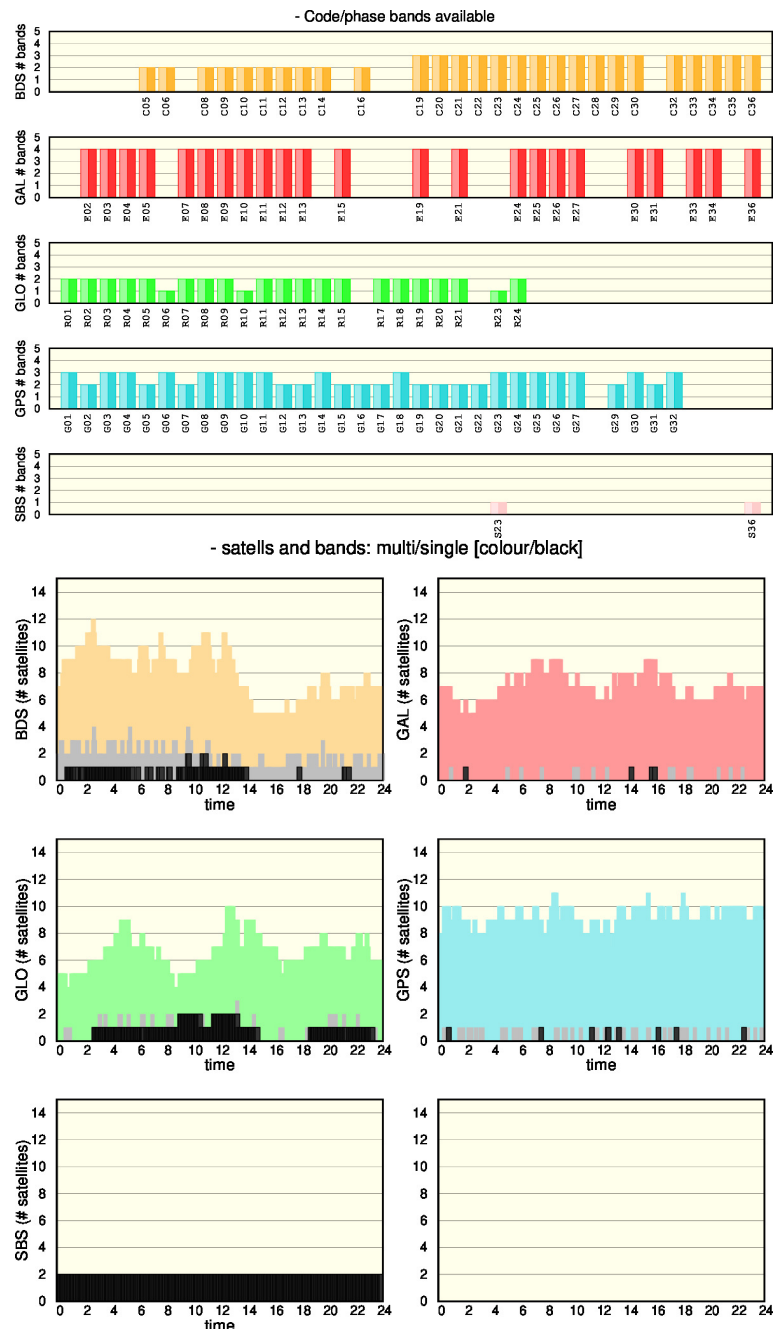 - Code/phase bands available
BDS # bands
5
4
3
2
1
0
C05 C06 C08 C09 C10 C11 C12 C13 C14 C16 C19 C20 C21 C22 C23 C24 C25 C26 C27 C28 C29 C30 C32 C33 C34 C35 C36
GAL # bands
5
4
3
2
1
0
E02 E03 E04 E05 E07 E08 E09 E10 E11 E12 E13 E15 E19 E21 E24 E25 E26 E27 E30 E31 E33 E34 E36
GLO # bands
5
4
3
2
1
0
R01 R02 R03 R04 R05 R06 R07 R08 R09 R10 R11 R12 R13 R14 R15 R17 R18 R19 R20 R21 R23 R24
GPS # bands
5
4
3
2
1
0
G01 G02 G03 G04 G05 G06 G07 G08 G09 G10 G11 G12 G13 G14 G15 G16 G17 G18 G19 G20 G21 G22 G23 G24 G25 G26 G27 G29 G30 G31 G32
SBS # bands
5
4
3
2
1
0
S23 S36
- satells and bands: multi/single [colour/black]
BDS (# satellites)
14
12
10
8
6
4
2
0
0 2 4 6 8 10 12 14 16 18 20 22 24
time
GAL (# satellites)
14
12
10
8
6
4
2
0
0 2 4 6 8 10 12 14 16 18 20 22 24
time
GLO (# satellites)
14
12
10
8
6
4
2
0
0 2 4 6 8 10 12 14 16 18 20 22 24
time
GPS (# satellites)
14
12
10
8
6
4
2
0
0 2 4 6 8 10 12 14 16 18 20 22 24
time
SBS (# satellites)
14
12
10
8
6
4
2
0
0 2 4 6 8 10 12 14 16 18 20 22 24
time
14
12
10
8
6
4
2
0
0 2 4 6 8 10 12 14 16 18 20 22 24